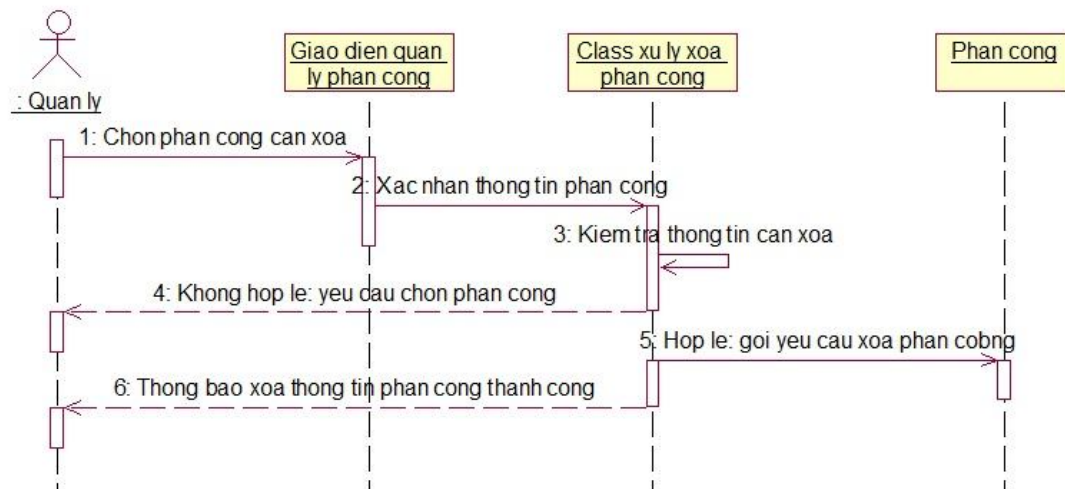 : Quan ly
Giao dien quan
ly phan cong
Class xu ly xoa
phan cong
Phan cong
1: Chon phan cong can xoa
2: Xac nhan thong tin phan cong
3: Kiem tra thong tin can xoa
4: Khong hop le: yeu cau chon phan cong
5: Hop le: goi yeu cau xoa phan cobng
6: Thong bao xoa thong tin phan cong thanh cong